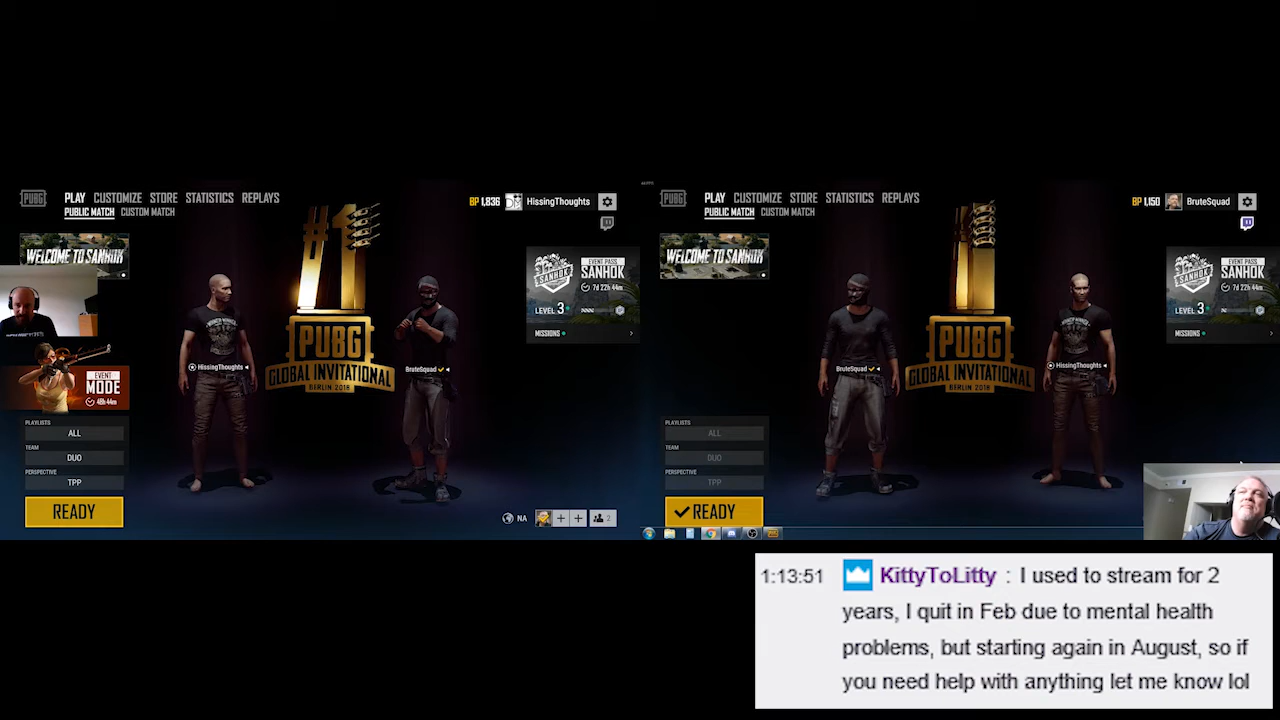 PUBG
PLAY CUSTOMIZE STORE STATISTICS REPLAYS
PUBLIC MATCH CUSTOM MATCH
BP 1,836 HissingThoughts
WELCOME TO SANHOK
#1
PUBG
GLOBAL INVITATIONAL
BERLIN 2018
EVENT PASS
SANHOK
SANHOK
7d 22h 44m
LEVEL 3
MISSIONS
HissingThoughts
BruteSquad
EVENT
MODE
48h 44m
PLAYLISTS
ALL
TEAM
DUO
PERSPECTIVE
TPP
READY
NA
2
PUBG
PLAY CUSTOMIZE STORE STATISTICS REPLAYS
PUBLIC MATCH CUSTOM MATCH
BP 1,150 BruteSquad
WELCOME TO SANHOK
PUBG
GLOBAL INVITATIONAL
BERLIN 2018
EVENT PASS
SANHOK
SANHOK
7d 22h 44m
LEVEL 3
MISSIONS
BruteSquad
HissingThoughts
PLAYLISTS
ALL
TEAM
DUO
PERSPECTIVE
TPP
READY
1:13:51 KittyToLitty : I used to stream for 2
years, I quit in Feb due to mental health
problems, but starting again in August, so if
you need help with anything let me know lol